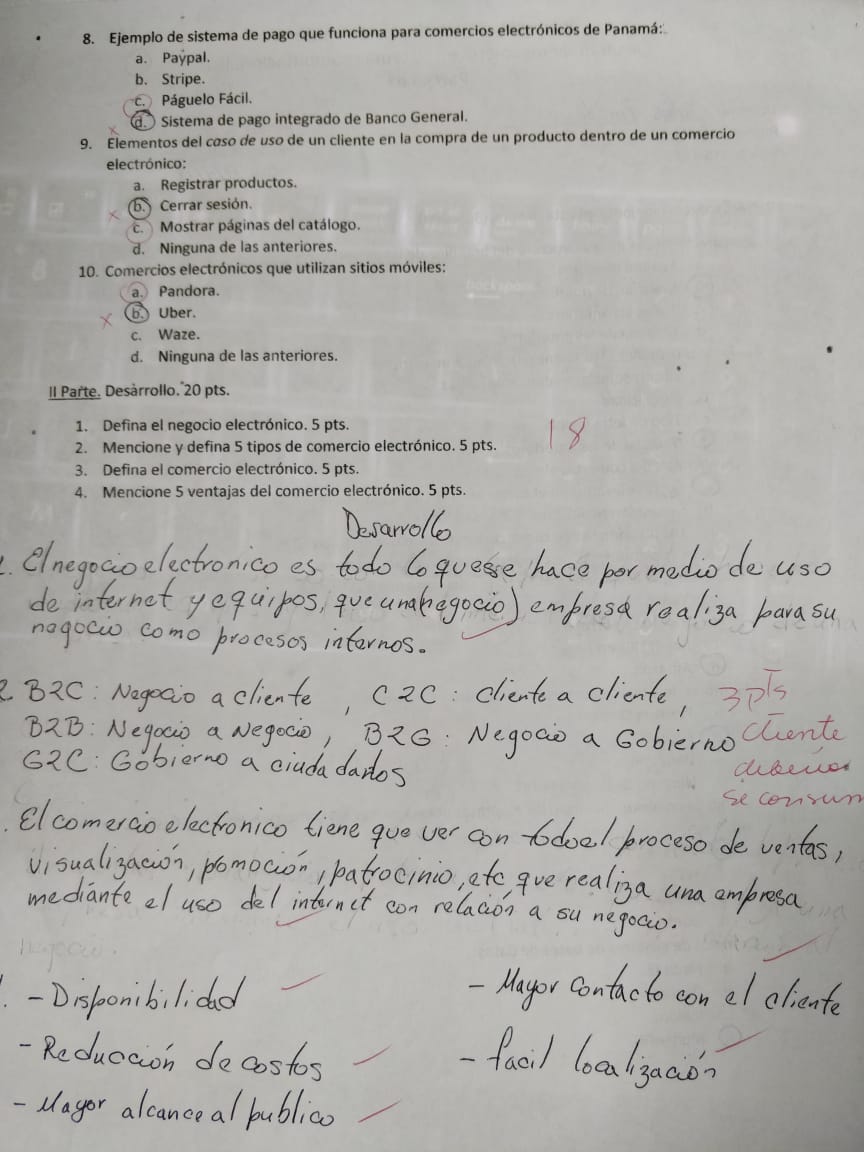 8. Ejemplo de sistema de pago que funciona para comercios electrónicos de Panamá:
a. Paypal.
b. Stripe.
c. Páguelo Fácil.
d. Sistema de pago integrado de Banco General.
9. Elementos del caso de uso de un cliente en la compra de un producto dentro de un comercio
electrónico:
a. Registrar productos.
b. Cerrar sesión.
c. Mostrar páginas del catálogo.
d. Ninguna de las anteriores.
10. Comercios electrónicos que utilizan sitios móviles:
a. Pandora.
b. Uber.
c. Waze.
d. Ninguna de las anteriores.
II Parte. Desarrollo. 20 pts.
1. Defina el negocio electrónico. 5 pts.
2. Mencione y defina 5 tipos de comercio electrónico. 5 pts.
18
3. Defina el comercio electrónico. 5 pts.
4. Mencione 5 ventajas del comercio electrónico. 5 pts.
Desarrollo
1. El negocio electronico es todo lo que se hace por medio de uso
de internet y equipos, que una (negocio) empresa realiza para su
negocio como procesos internos.
2. B2C: Negocio a cliente, C2C: cliente a cliente, 3 pts
B2B: Negocio a Negocio, B2G: Negocio a Gobierno cliente
G2C: Gobierno a ciudadanos
se consum
. El comercio electronico tiene que ver con todo el proceso de ventas,
visualización, pomoción, patrocinio, etc que realiza una empresa
mediánte el uso del internet con relación a su negocio.
. - Disponibilidad - Mayor contacto con el cliente
- Reducción de costos - facil localización
- Mayor alcance al publico